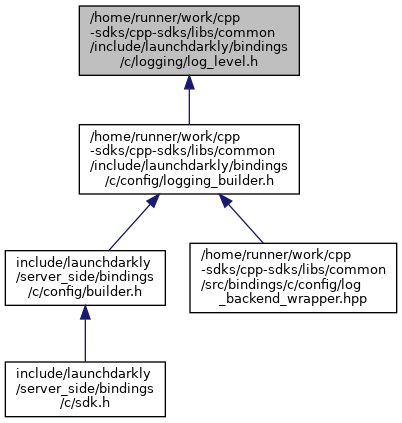 /home/runner/work/cpp
-sdks/cpp-sdks/libs/common
/include/launchdarkly/bindings
/c/logging/log_level.h
/home/runner/work/cpp
-sdks/cpp-sdks/libs/common
/include/launchdarkly/bindings
/c/config/logging_builder.h
include/launchdarkly
/server_side/bindings
/c/config/builder.h
/home/runner/work/cpp
-sdks/cpp-sdks/libs/common
/src/bindings/c/config/log
_backend_wrapper.hpp
include/launchdarkly
/server_side/bindings
/c/sdk.h